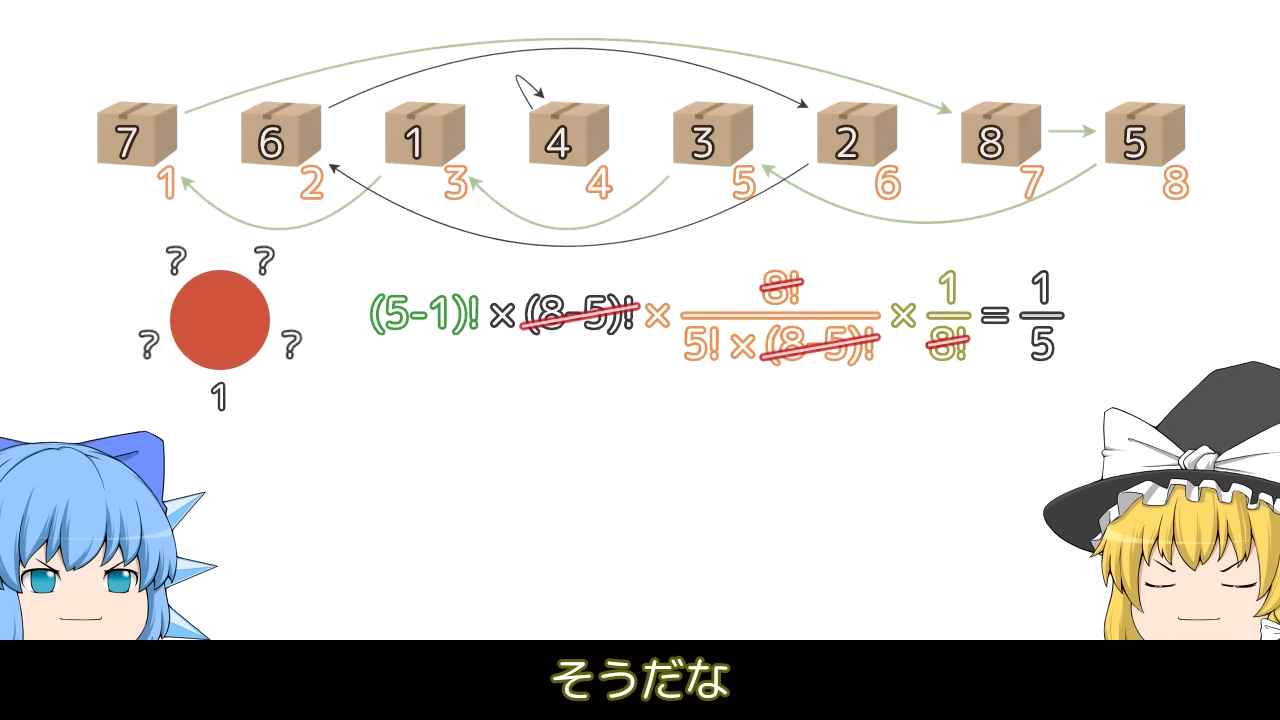 7 6 1 4 3 2 8 5
1 2 3 4 5 6 7 8
? ?
? ?
1
(5-1)! × (8-5)! × 8! / 5! × (8-5)! × 1 / 8! = 1 / 5
そうだな